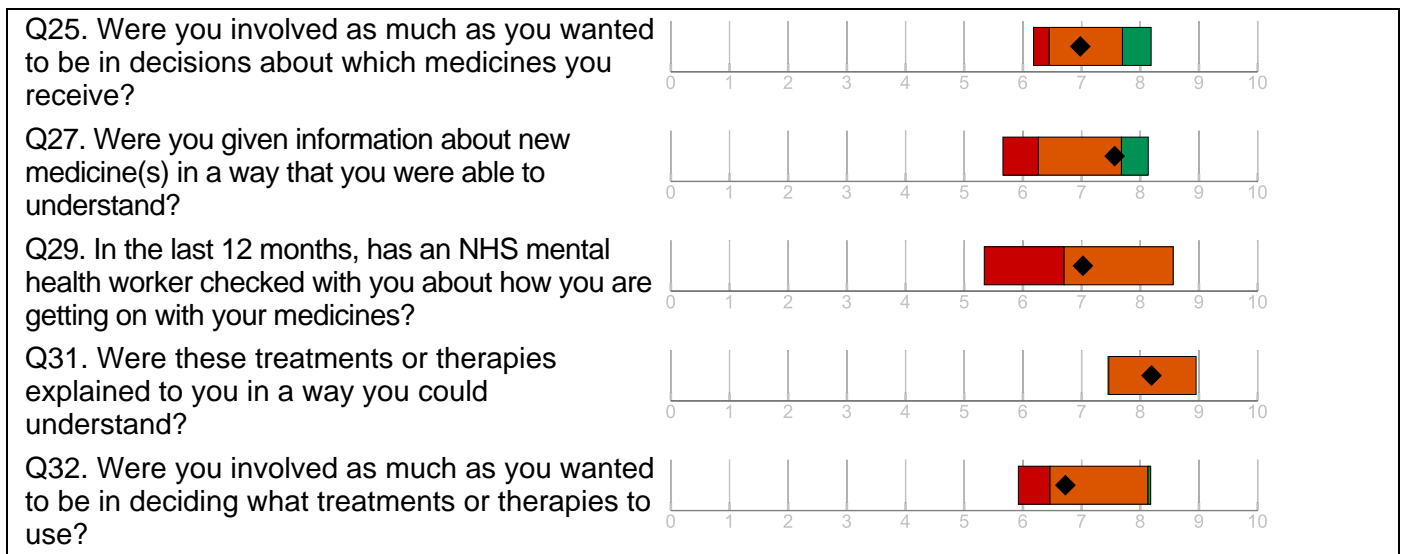 Q25. Were you involved as much as you wanted
to be in decisions about which medicines you
receive?
0 1 2 3 4 5 6 7 8 9 10
Q27. Were you given information about new
medicine(s) in a way that you were able to
understand?
0 1 2 3 4 5 6 7 8 9 10
Q29. In the last 12 months, has an NHS mental
health worker checked with you about how you are
getting on with your medicines?
0 1 2 3 4 5 6 7 8 9 10
Q31. Were these treatments or therapies
explained to you in a way you could
understand?
0 1 2 3 4 5 6 7 8 9 10
Q32. Were you involved as much as you wanted
to be in deciding what treatments or therapies to
use?
0 1 2 3 4 5 6 7 8 9 10